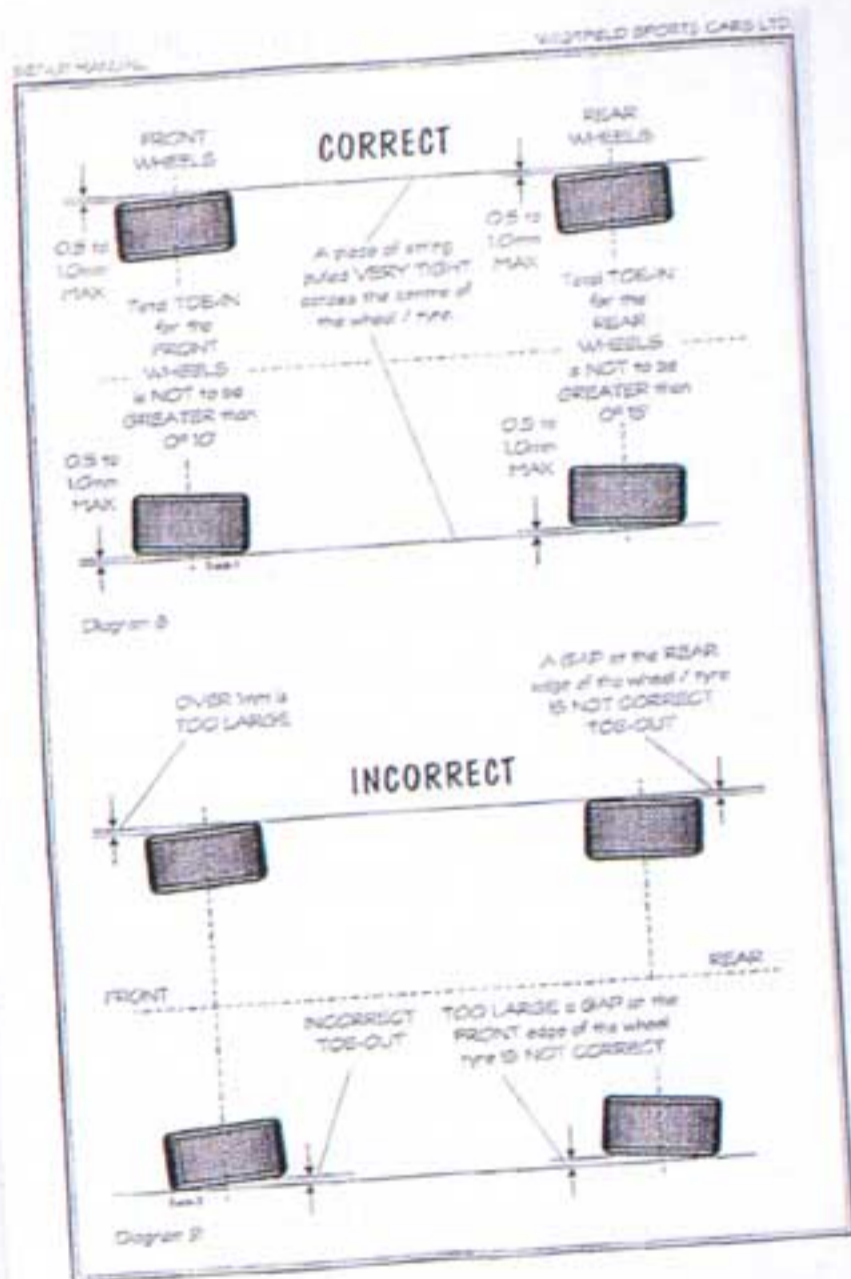 SETUP MANUAL
WESTFIELD SPORTS CARS LTD
FRONT
WHEELS
CORRECT
REAR
WHEELS
0.5 to
1.0mm
MAX
A piece of string
pulled VERY TIGHT
across the centre of
the wheel / tyre.
0.5 to
1.0mm
MAX
Total TOE-IN
for the
FRONT
WHEELS
is NOT to be
GREATER than
0° 10'
Total TOE-IN
for the
REAR
WHEELS
is NOT to be
GREATER than
0° 15'
0.5 to
1.0mm
MAX
0.5 to
1.0mm
MAX
Diagram
OVER 1mm is
TOO LARGE
A GAP at the REAR
edge of the wheel / tyre
IS NOT CORRECT
TOE-OUT
INCORRECT
FRONT
REAR
INCORRECT
TOE-OUT
TOO LARGE a GAP at the
FRONT edge of the wheel
tyre IS NOT CORRECT
Diagram